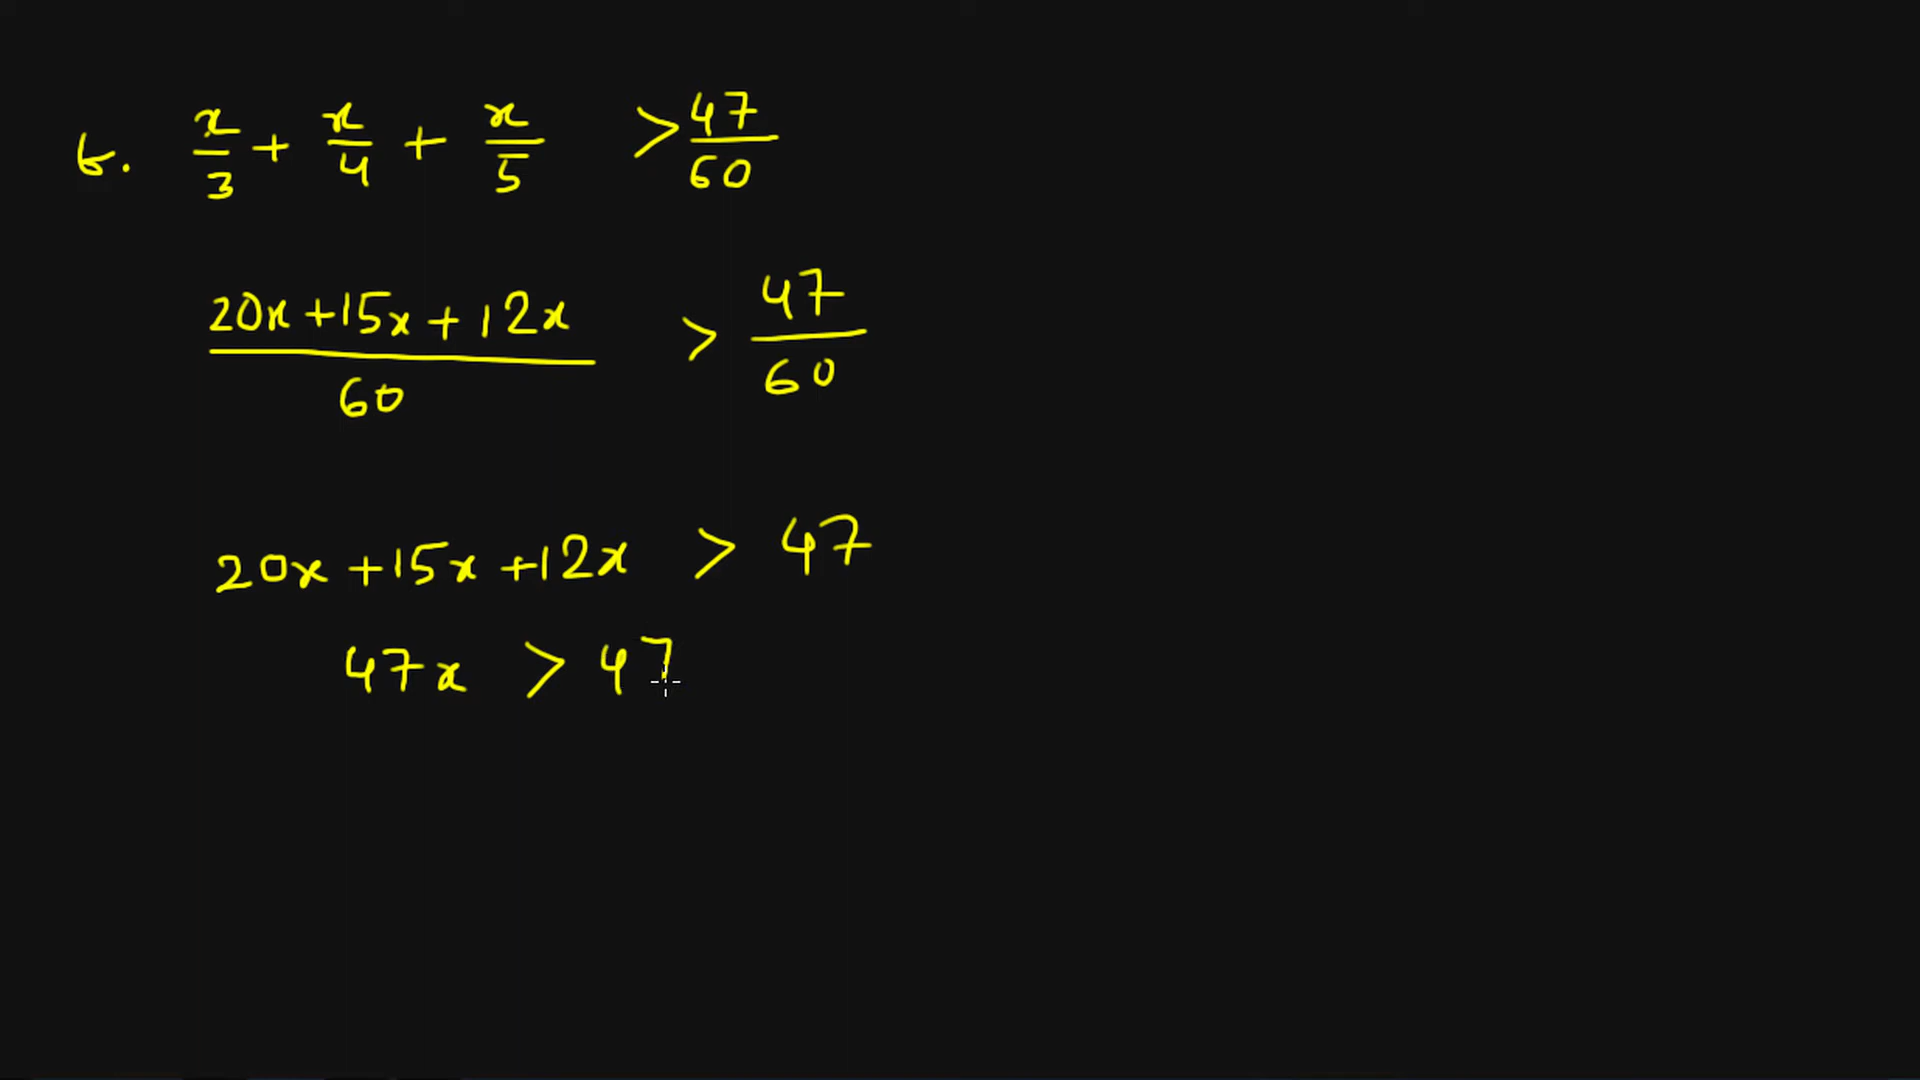 6. x/3 + x/4 + x/5 > 47/60
20x+15x+12x/60 > 47/60
20x +15x +12x > 47
47x > 47